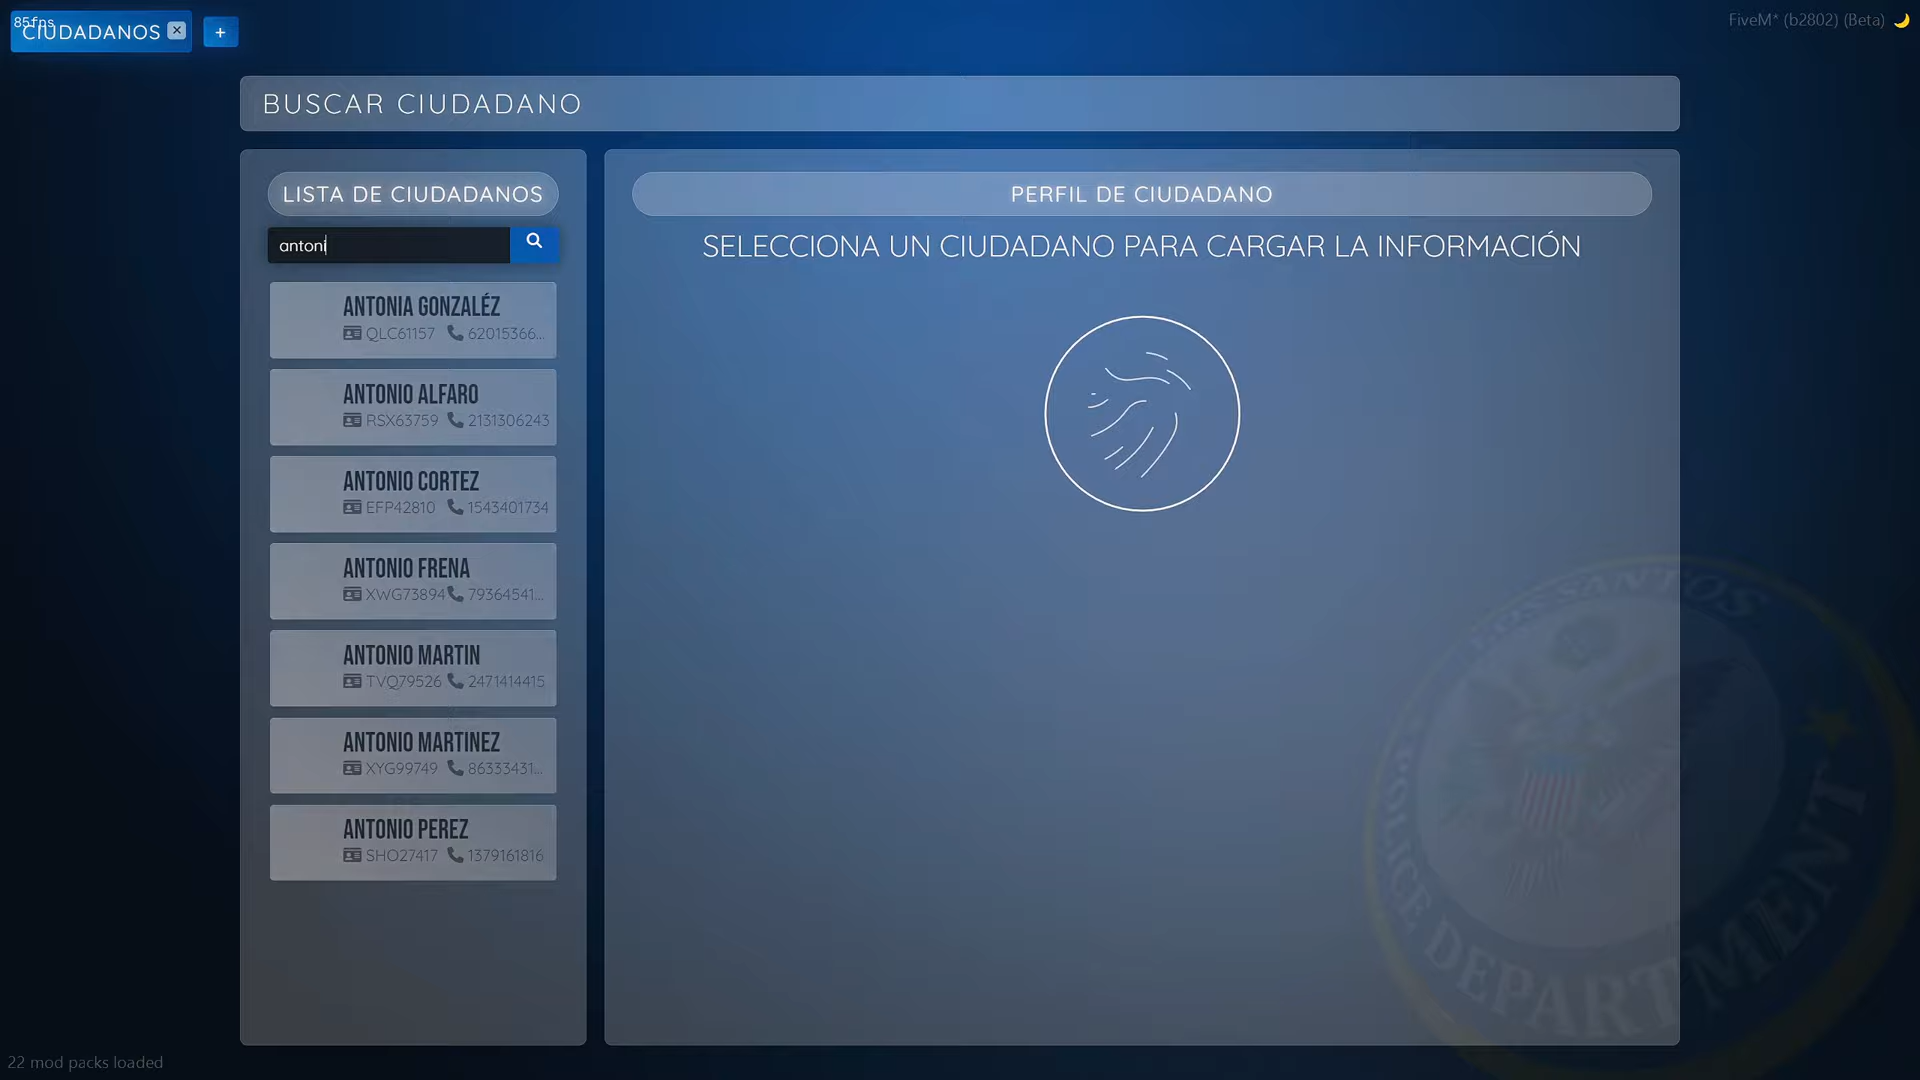 85fps
CIUDADANOS
+
FiveM* (b2802) (Beta) 🌙
BUSCAR CIUDADANO
LISTA DE CIUDADANOS
antoni
ANTONIA GONZALÉZ
QLC61157 62015366...
ANTONIO ALFARO
RSX63759 2131306243
ANTONIO CORTEZ
EFP42810 1543401734
ANTONIO FRENA
XWG73894 79364541...
ANTONIO MARTIN
TVQ79526 2471414415
ANTONIO MARTINEZ
XYG99749 86333431...
ANTONIO PEREZ
SHO27417 1379161816
PERFIL DE CIUDADANO
SELECCIONA UN CIUDADANO PARA CARGAR LA INFORMACIÓN
LOS SANTOS
POLICE DEPARTMENT
22 mod packs loaded